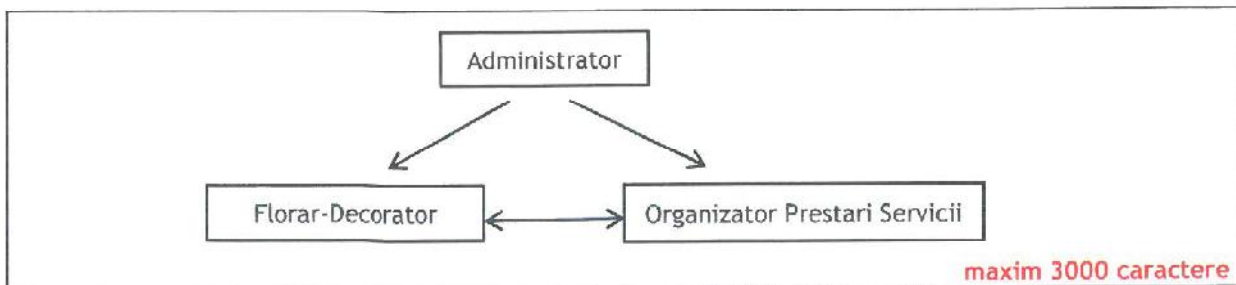 Administrator
Florar-Decorator
Organizator Prestari Servicii
maxim 3000 caractere